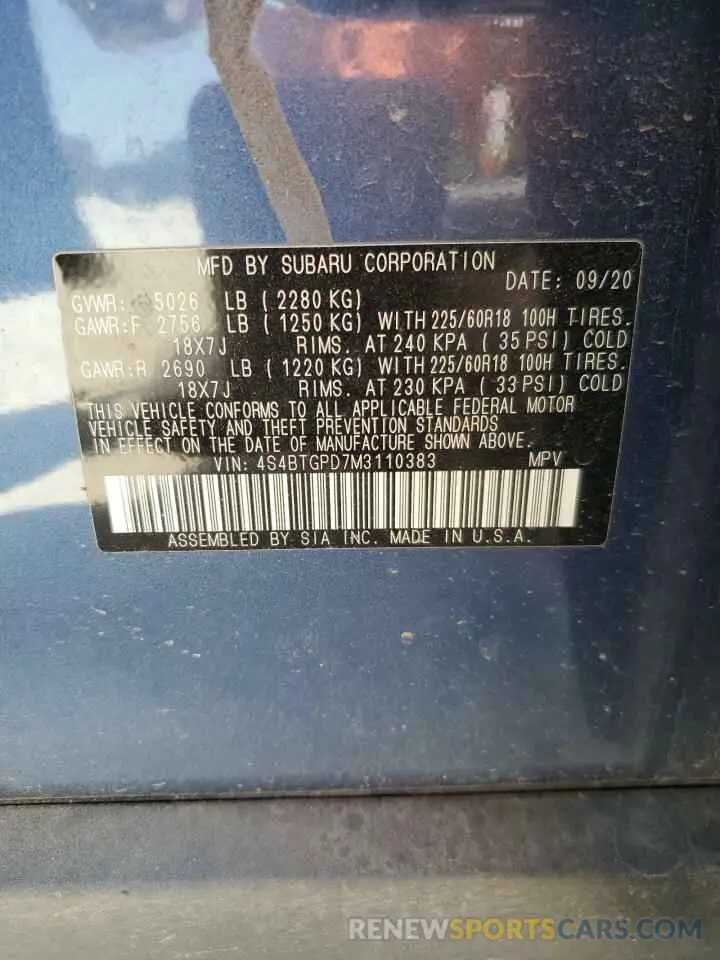 MFD BY SUBARU CORPORATION
DATE: 09/20
GVWR: 5026 LB ( 2280 KG)
GAWR:F 2756 LB ( 1250 KG) WITH 225/60R18 100H TIRES.
18X7J RIMS. AT 240 KPA ( 35 PSI) COLD
GAWR:R 2690 LB ( 1220 KG) WITH 225/60R18 100H TIRES.
18X7J RIMS. AT 230 KPA ( 33 PSI) COLD
THIS VEHICLE CONFORMS TO ALL APPLICABLE FEDERAL MOTOR
VEHICLE SAFETY AND THEFT PREVENTION STANDARDS
IN EFFECT ON THE DATE OF MANUFACTURE SHOWN ABOVE.
VIN: 4S4BTGPD7M3110383 MPV
ASSEMBLED BY SIA INC. MADE IN U.S.A.
RENEWSPORTSCARS.COM